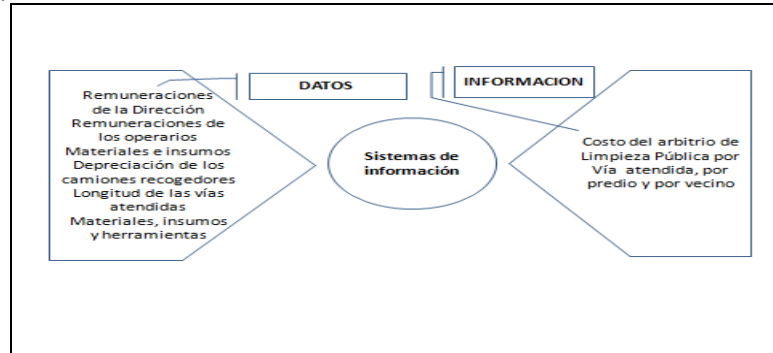 DATOS
INFORMACION
Remuneraciones
de la Dirección
Remuneraciones de
los operarios
Materiales e insumos
Depreciación de los
camiones recogedores
Longitud de las vías
atendidas
Materiales, insumos
y herramientas
Sistemas de
información
Costo del arbitrio de
Limpieza Pública por
Vía atendida, por
predio y por vecino